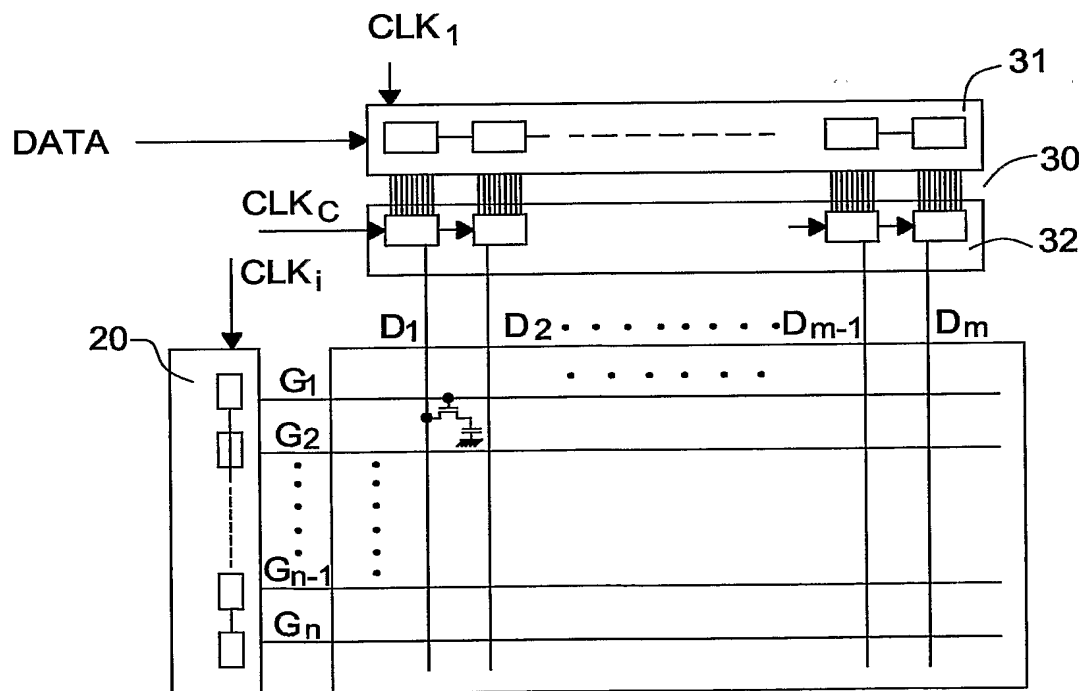 CLK1
31
DATA
30
CLKC
32
CLKi
D1 D2 Dm-1 Dm
20
G1
G2
Gn-1
Gn